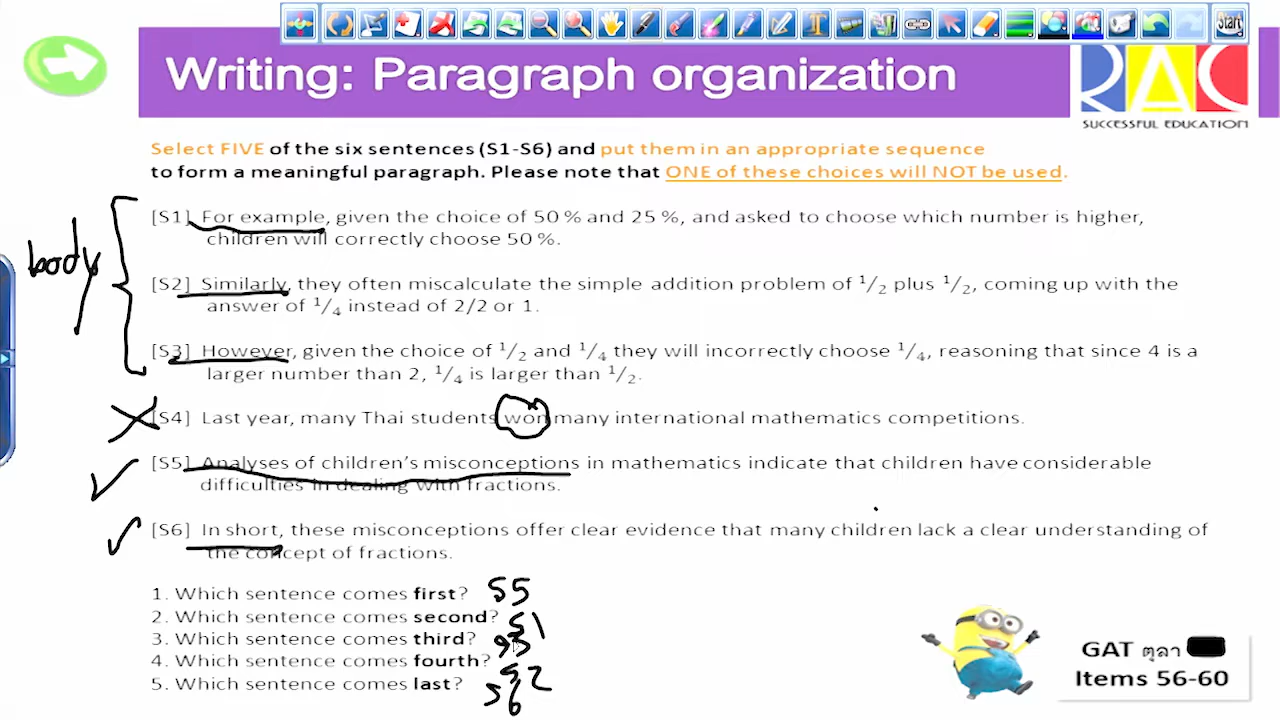 Start
Writing: Paragraph organization
RAC
SUCCESSFUL EDUCATION
Select FIVE of the six sentences (S1-S6) and put them in an appropriate sequence
to form a meaningful paragraph. Please note that ONE of these choices will NOT be used.
body
[S1] For example, given the choice of 50 % and 25 %, and asked to choose which number is higher,
children will correctly choose 50 %.
[S2] Similarly, they often miscalculate the simple addition problem of 1/2 plus 1/2, coming up with the
answer of 1/4 instead of 2/2 or 1.
[S3] However, given the choice of 1/2 and 1/4 they will incorrectly choose 1/4, reasoning that since 4 is a
larger number than 2, 1/4 is larger than 1/2.
[S4] Last year, many Thai students won many international mathematics competitions.
[S5] Analyses of children's misconceptions in mathematics indicate that children have considerable
difficulties in dealing with fractions.
[S6] In short, these misconceptions offer clear evidence that many children lack a clear understanding of
the concept of fractions.
1. Which sentence comes first? S5
2. Which sentence comes second? S1
3. Which sentence comes third? S3
4. Which sentence comes fourth? S2
5. Which sentence comes last? S6
GAT ตุลา
Items 56-60